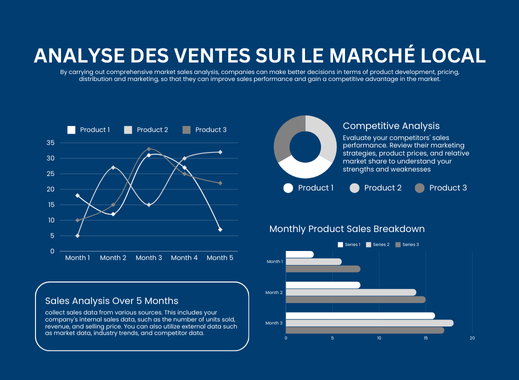 ANALYSE DES VENTES SUR LE MARCHÉ LOCAL
By carrying out comprehensive market sales analysis, companies can make better decisions in terms of product development, pricing,
distribution and marketing, so that they can improve sales performance and gain a competitive advantage in the market.
Product 1 Product 2 Product 3
35
30
25
20
15
10
5
0
Month 1 Month 2 Month 3 Month 4 Month 5
Sales Analysis Over 5 Months
collect sales data from various sources. This includes your
company's internal sales data, such as the number of units sold,
revenue, and selling price. You can also utilize external data such
as market data, industry trends, and competitor data.
Competitive Analysis
Evaluate your competitors' sales
performance. Review their marketing
strategies, product prices, and relative
market share to understand your
strengths and weaknesses
Product 1 Product 2 Product 3
Monthly Product Sales Breakdown
Series 1 Series 2 Series 3
Month 1
Month 2
Month 3
0 5 10 15 20